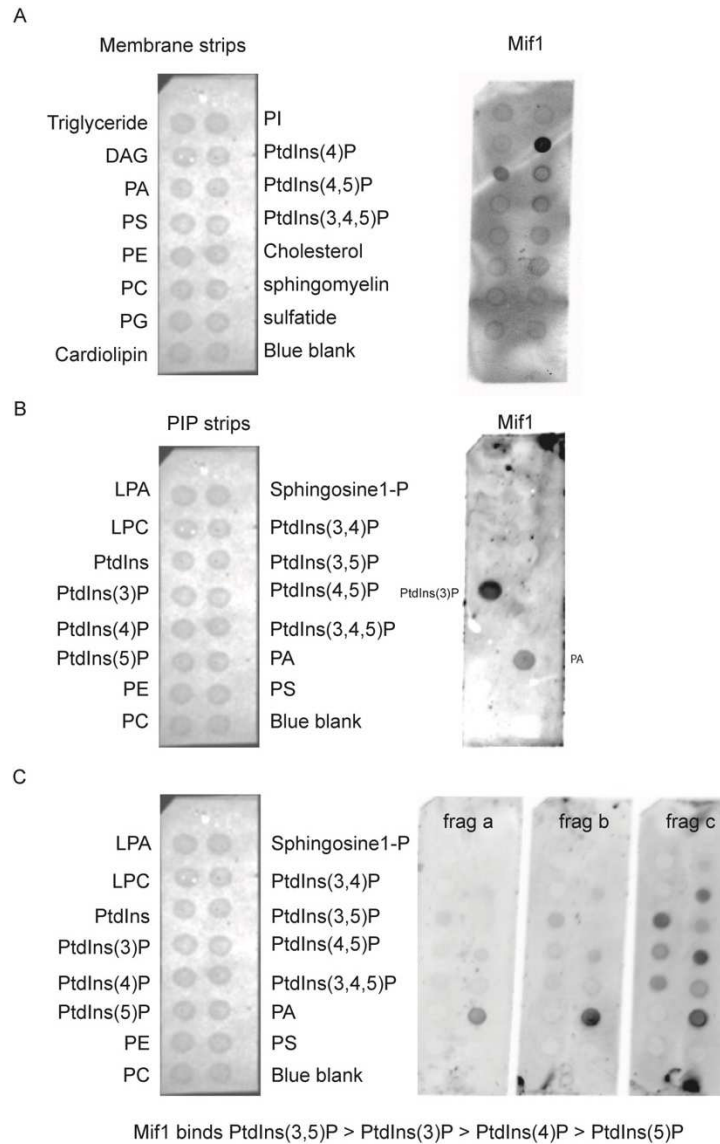 A
Membrane strips Mif1
Triglyceride PI
DAG PtdIns(4)P
PA PtdIns(4,5)P
PS PtdIns(3,4,5)P
PE Cholesterol
PC sphingomyelin
PG sulfatide
Cardiolipin Blue blank
B
PIP strips Mif1
LPA Sphingosine1-P
LPC PtdIns(3,4)P
PtdIns PtdIns(3,5)P
PtdIns(3)P PtdIns(4,5)P PtdIns(3)P
PtdIns(4)P PtdIns(3,4,5)P
PtdIns(5)P PA PA
PE PS
PC Blue blank
C
frag a frag b frag c
LPA Sphingosine1-P
LPC PtdIns(3,4)P
PtdIns PtdIns(3,5)P
PtdIns(3)P PtdIns(4,5)P
PtdIns(4)P PtdIns(3,4,5)P
PtdIns(5)P PA
PE PS
PC Blue blank
Mif1 binds PtdIns(3,5)P > PtdIns(3)P > PtdIns(4)P > PtdIns(5)P